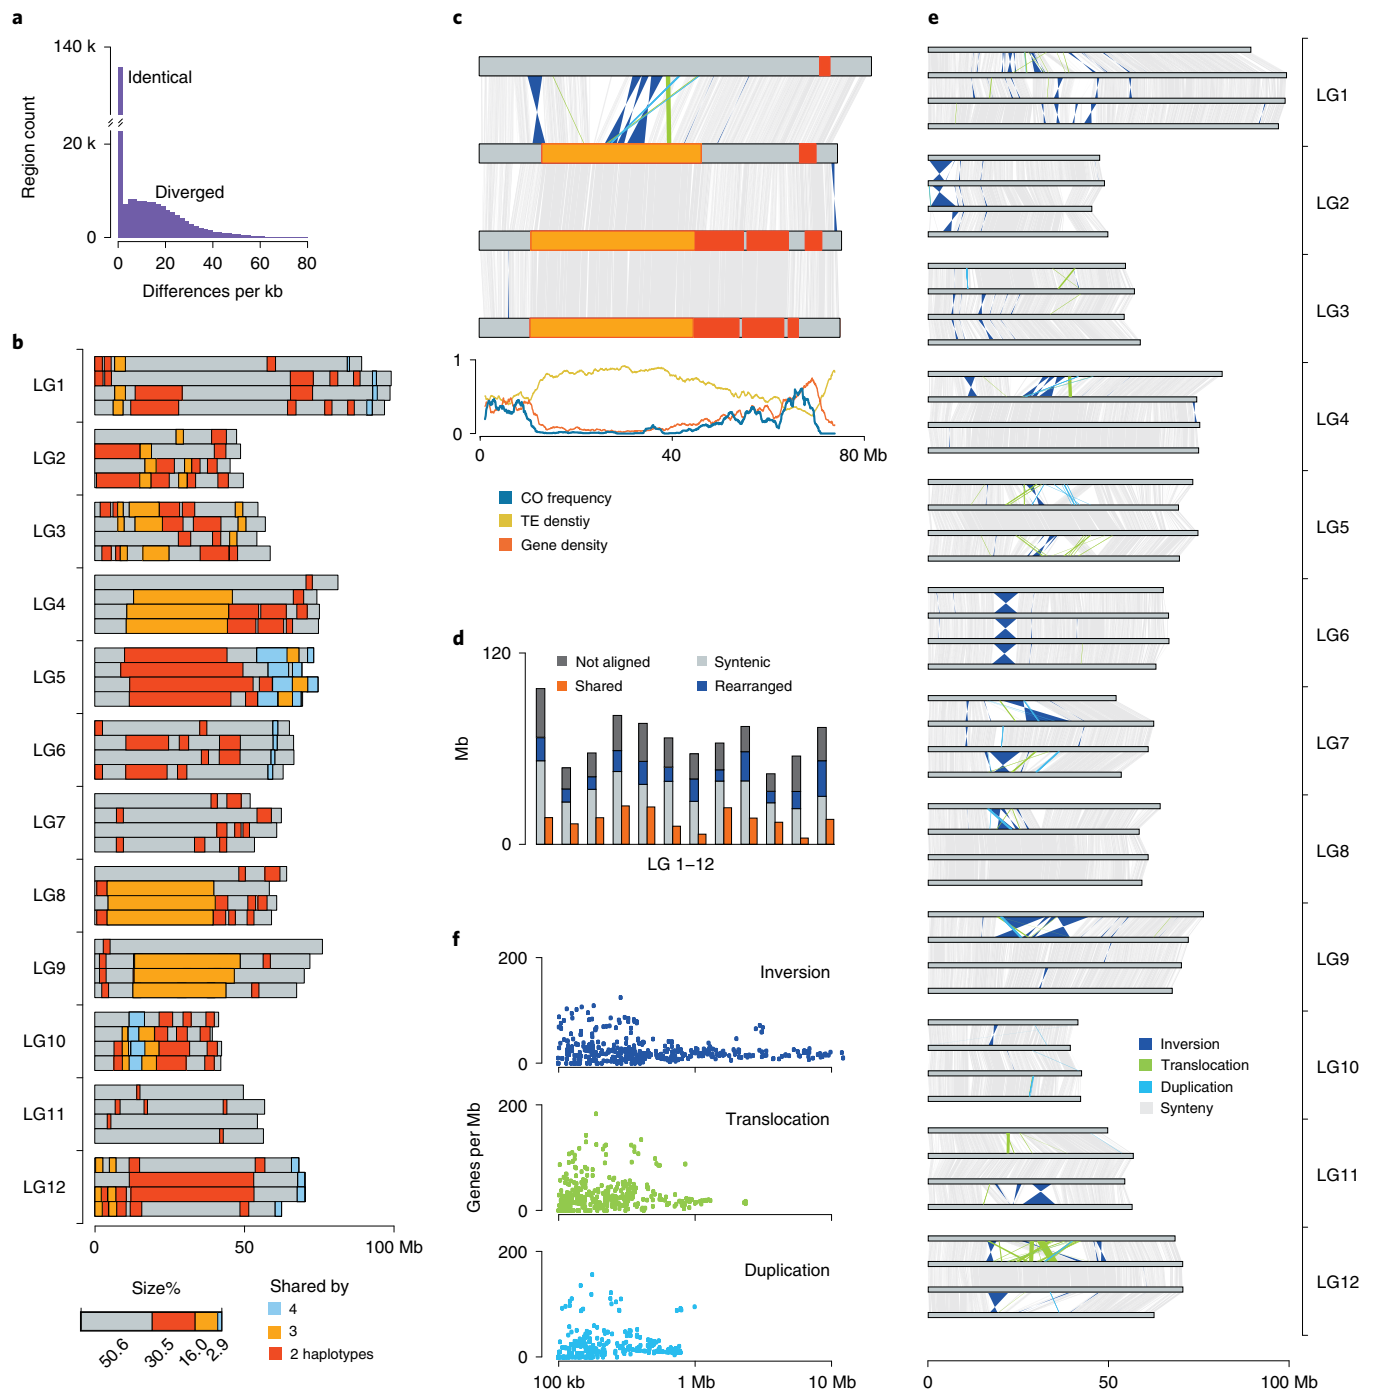 a
140 k
Identical
20 k
Diverged
0
Region count
0 20 40 60 80
Differences per kb
b
LG1
LG2
LG3
LG4
LG5
LG6
LG7
LG8
LG9
LG10
LG11
LG12
0 50 100 Mb
Size%
50.6 30.5 16.0 2.9
Shared by
4
3
2 haplotypes
c
1
0
0 40 80 Mb
CO frequency
TE denstiy
Gene density
d
120
Mb
0
Not aligned
Syntenic
Shared
Rearranged
LG 1–12
f
200
Inversion
0
200
Translocation
0
200
Duplication
0
Genes per Mb
100 kb 1 Mb 10 Mb
e
LG1
LG2
LG3
LG4
LG5
LG6
LG7
LG8
LG9
LG10
LG11
LG12
Inversion
Translocation
Duplication
Synteny
0 50 100 Mb